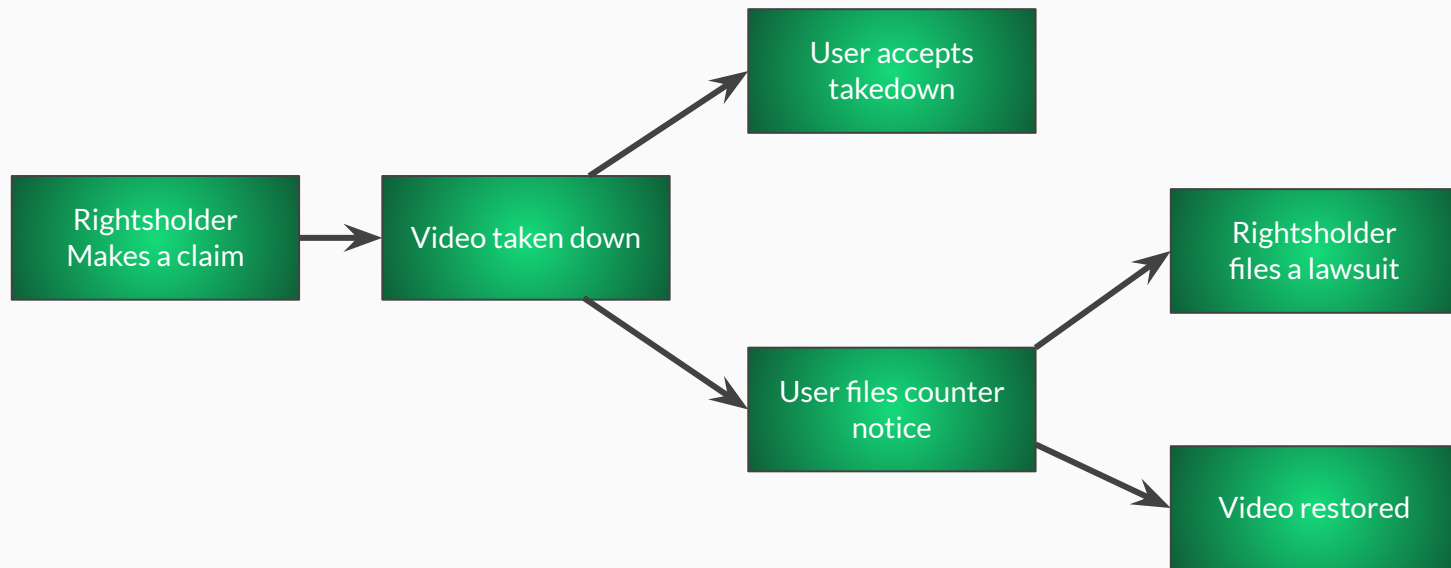 User accepts
takedown
Rightsholder
Makes a claim
Video taken down
Rightsholder
files a lawsuit
User files counter
notice
Video restored